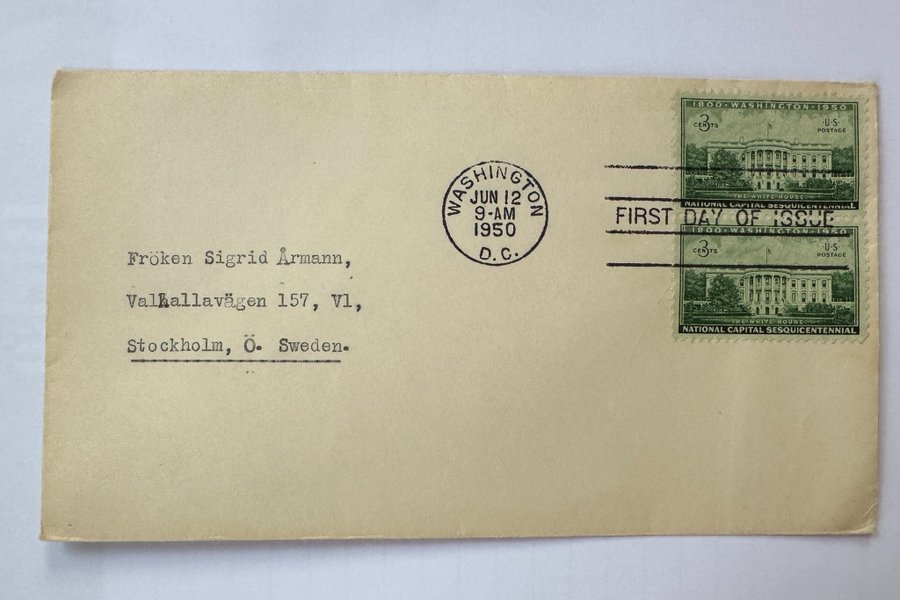 1800 · WASHINGTON · 1950
3 CENTS
U·S
POSTAGE
THE WHITE HOUSE
NATIONAL CAPITAL SESQUICENTENNIAL
WASHINGTON
JUN 12
9-AM
1950
D.C.
FIRST DAY OF ISSUE
1800 · WASHINGTON · 1950
3 CENTS
U·S
POSTAGE
THE WHITE HOUSE
NATIONAL CAPITAL SESQUICENTENNIAL
Fröken Sigrid Årmann,
Valhallavägen 157, V1,
Stockholm, Ö. Sweden.